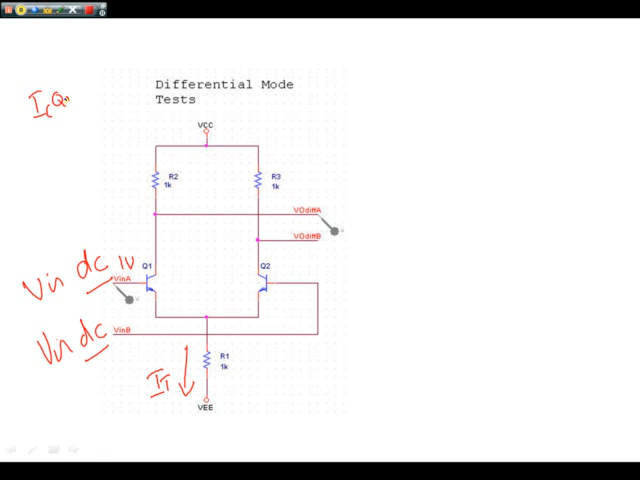 Differential Mode
Tests
Ic Q
VCC
R2
1k
R3
1k
VOdiffA
V
VOdiffB
Vin dc 1V
Q1
Q2
VinA
V
Vin dc
VinB
R1
1k
IT
VEE